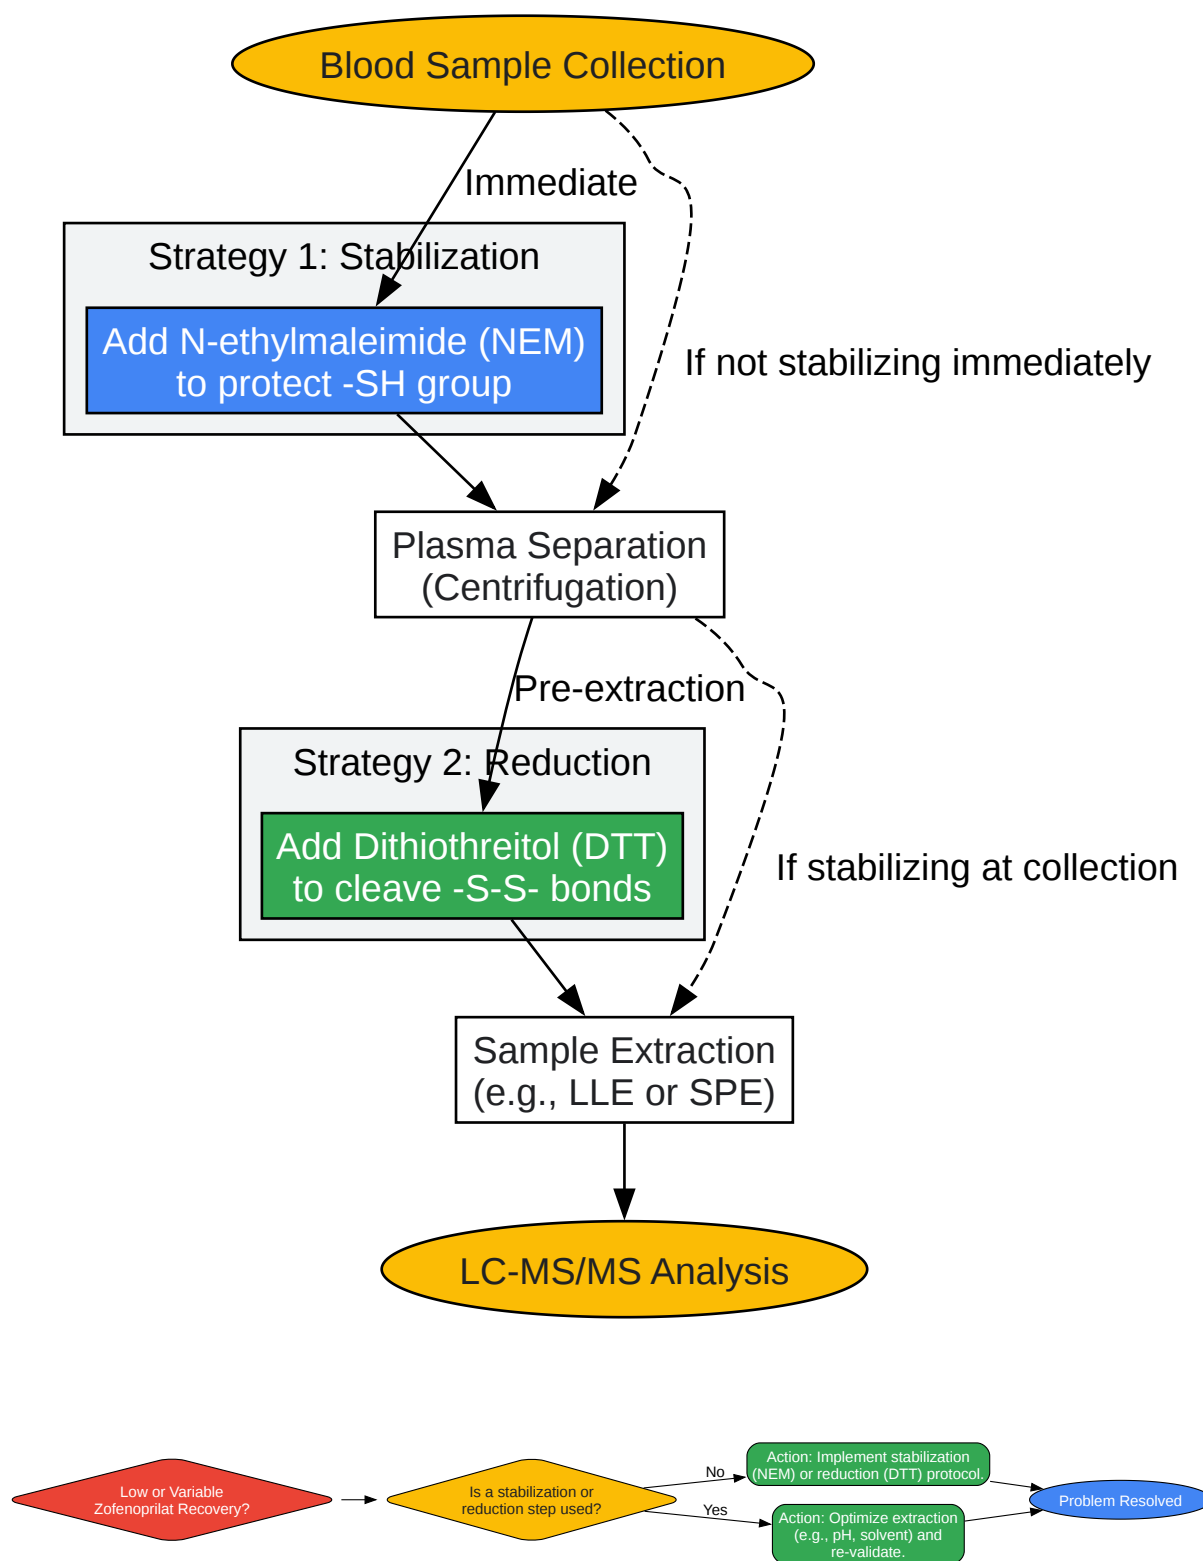 Blood Sample Collection
Immediate
Strategy 1: Stabilization
Add N-ethylmaleimide (NEM)
to protect -SH group
If not stabilizing immediately
Plasma Separation
(Centrifugation)
Pre-extraction
Strategy 2: Reduction
Add Dithiothreitol (DTT)
to cleave -S-S- bonds
If stabilizing at collection
Sample Extraction
(e.g., LLE or SPE)
LC-MS/MS Analysis
Low or Variable
Zofenoprilat Recovery?
Is a stabilization or
reduction step used?
No
Action: Implement stabilization
(NEM) or reduction (DTT) protocol.
Yes
Action: Optimize extraction
(e.g., pH, solvent) and
re-validate.
Problem Resolved